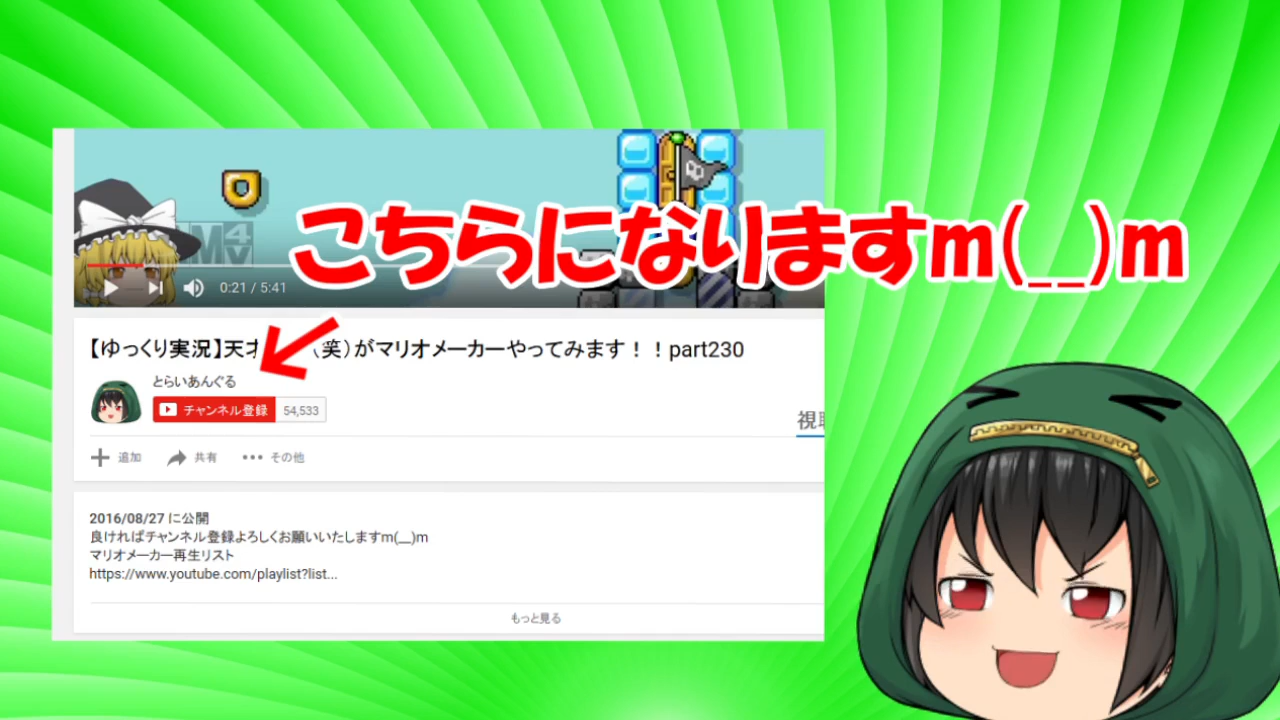 こちらになりますm(__)m
0:21 / 5:41
【ゆっくり実況】天才（笑）がマリオメーカーやってみます！！part230
とらいあんぐる
チャンネル登録 54,533
視聴
追加 共有 その他
2016/08/27 に公開
良ければチャンネル登録よろしくお願いいたしますm(__)m
マリオメーカー再生リスト
https://www.youtube.com/playlist?list...
もっと見る